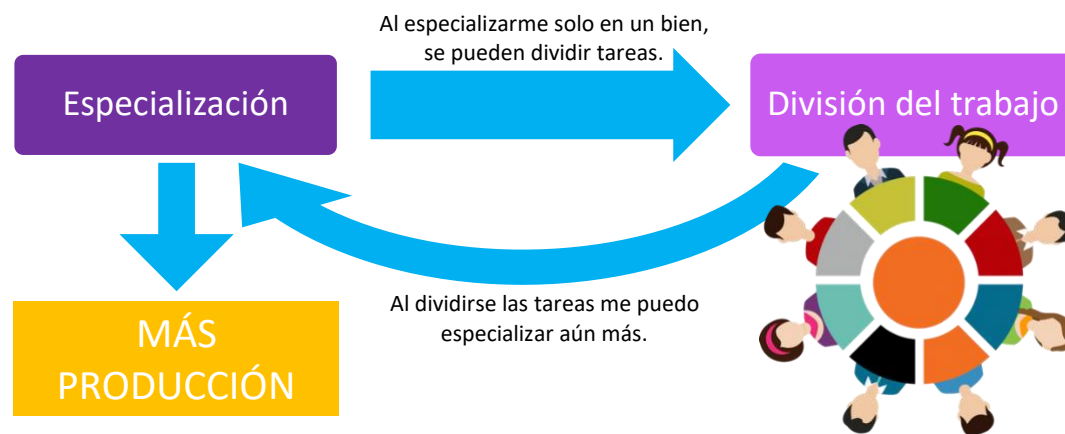 Al especializarme solo en un bien,
se pueden dividir tareas.
Especialización
División del trabajo
Al dividirse las tareas me puedo
especializar aún más.
MÁS
PRODUCCIÓN